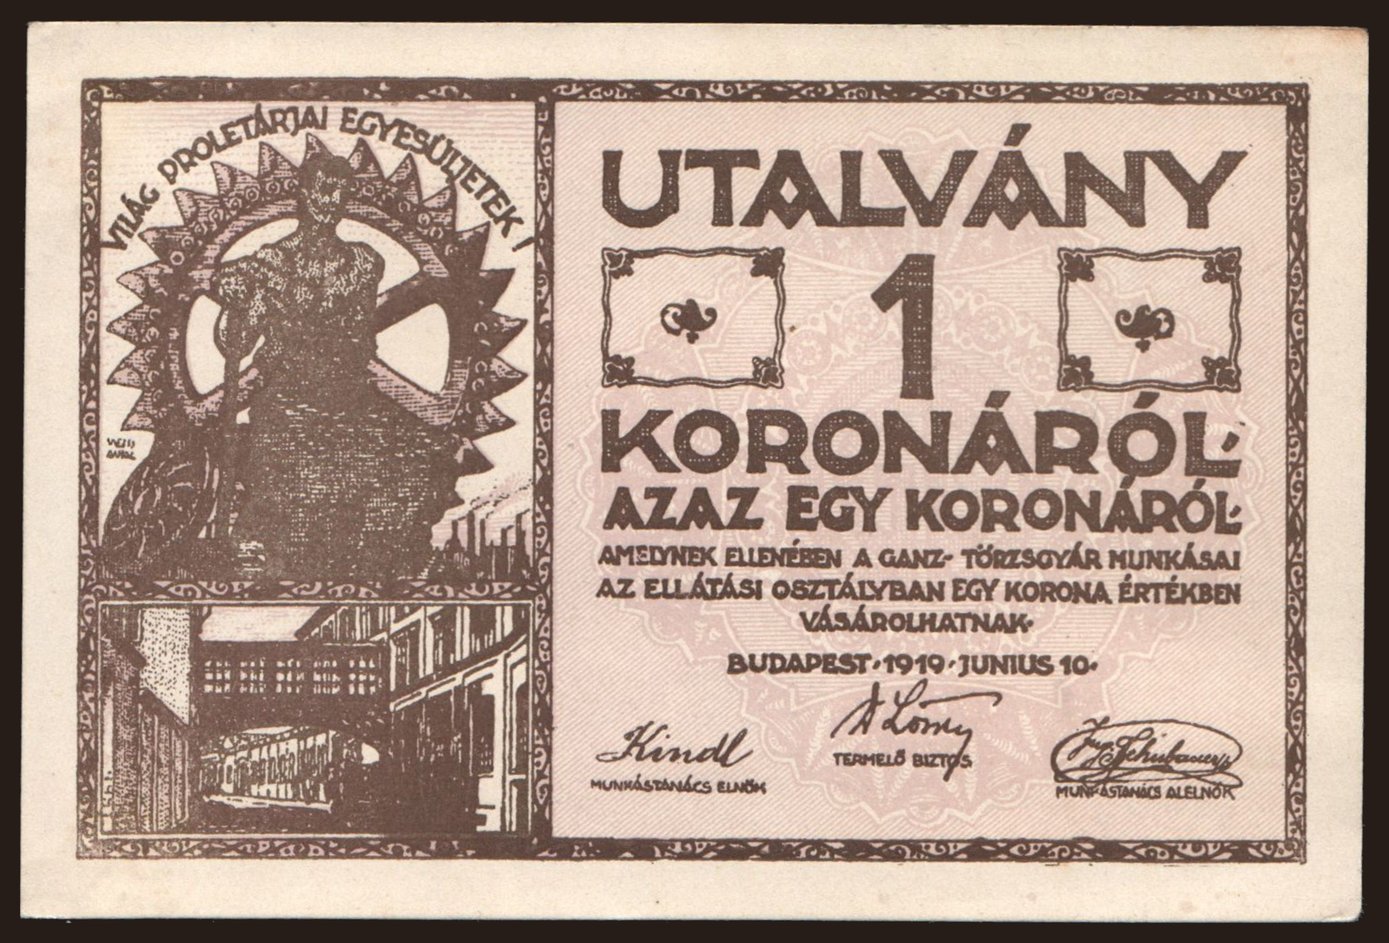 VILÁG PROLETÁRJAI EGYESÜLJETEK!
UTALVÁNY
1
KORONÁRÓL·
AZAZ EGY KORONÁRÓL·
AMELYNEK ELLENÉBEN A GANZ-TÖRZSGYÁR MUNKÁSAI
AZ ELLÁTÁSI OSZTÁLYBAN EGY KORONA ÉRTÉKBEN
VÁSÁROLHATNAK·
BUDAPEST·1919·JUNIUS 10·
Kindl
MUNKÁSTANÁCS ELNÖK
TERMELŐ BIZTOS
MUNKÁSTANÁCS ALELNÖK